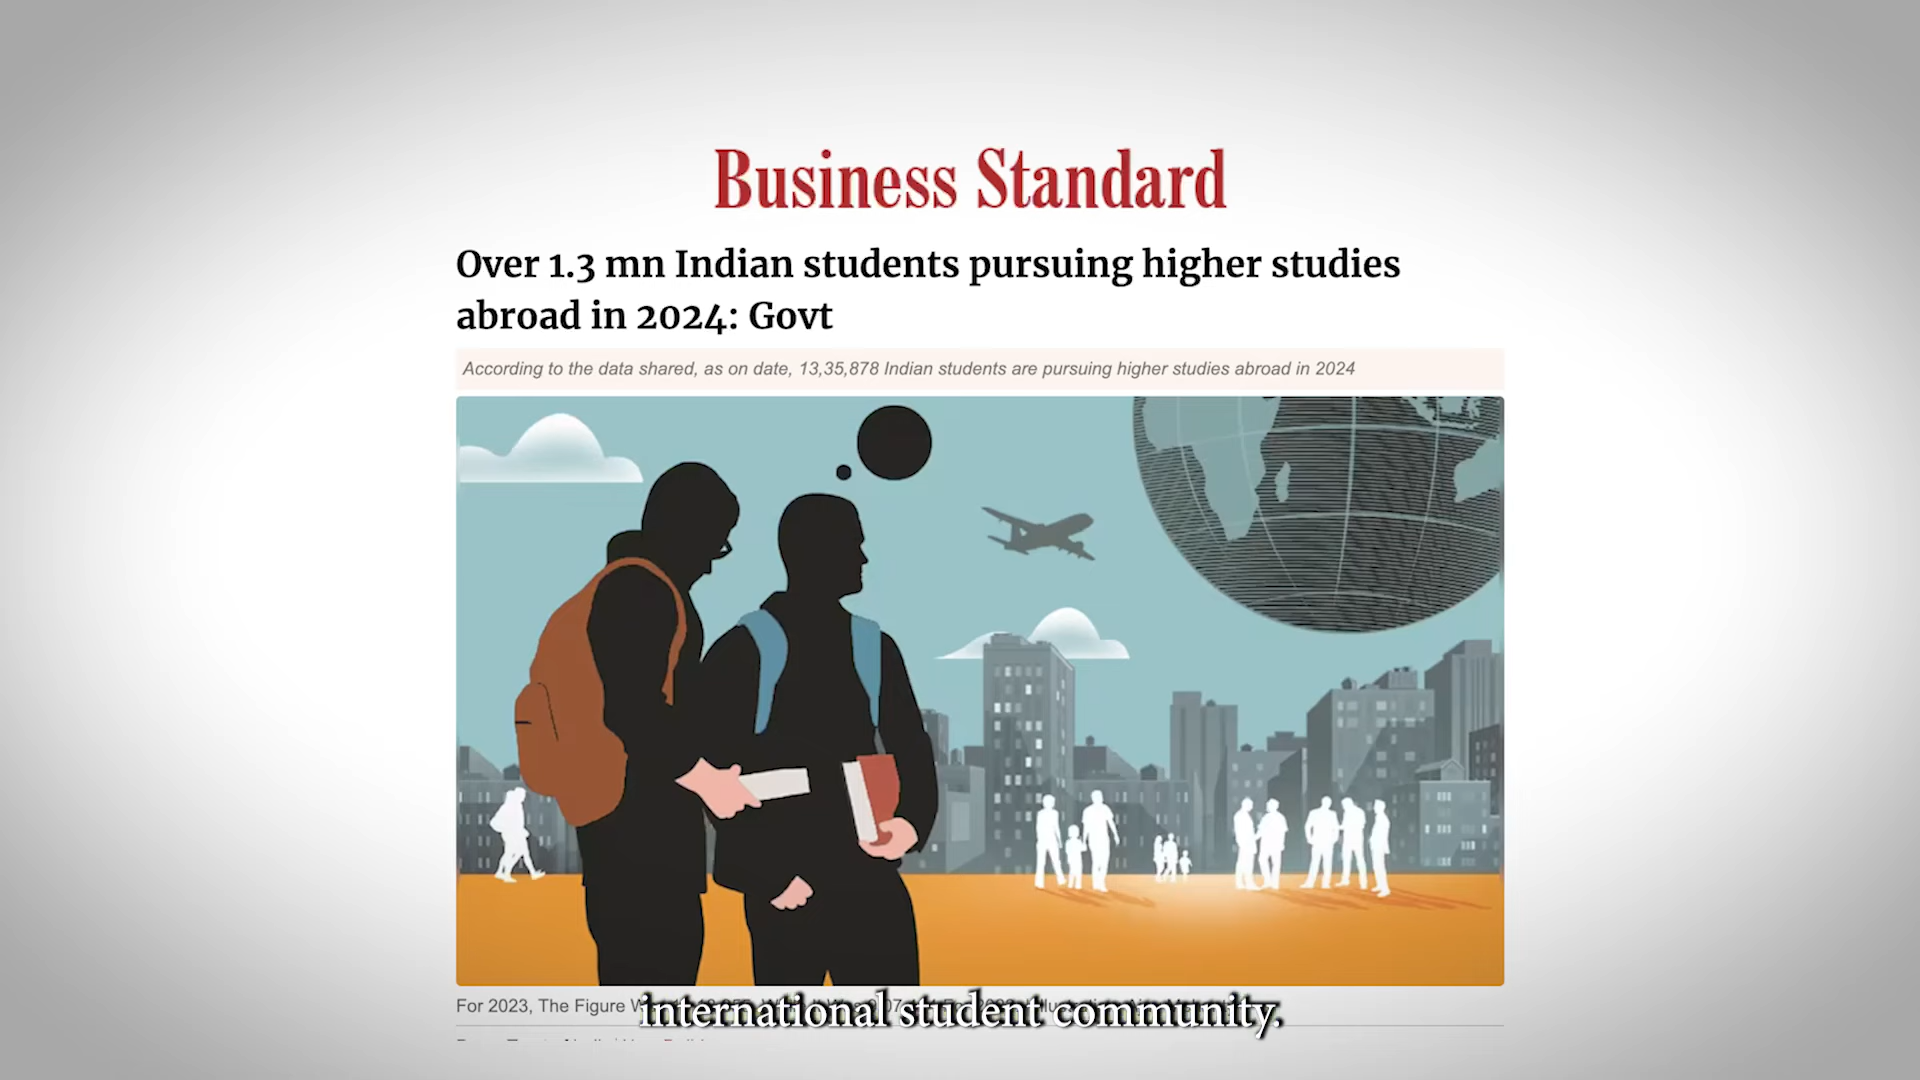 Business Standard
Over 1.3 mn Indian students pursuing higher studies
abroad in 2024: Govt
According to the data shared, as on date, 13,35,878 Indian students are pursuing higher studies abroad in 2024
For 2023, The Figure
international student community.